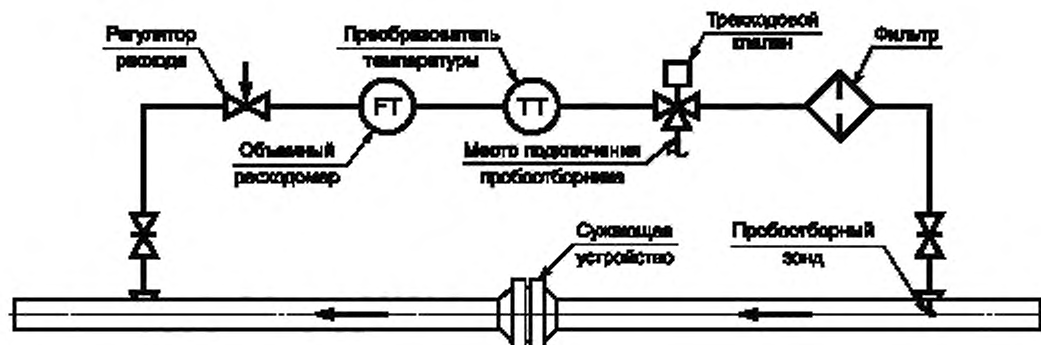 Регулятор
расхода
Преобразователь
температуры
Трехходовой
клапан
Фильтр
FT
TT
Объемный
расходомер
Место подключения
пробоотборника
Сужающее
устройство
Пробоотборный
зонд